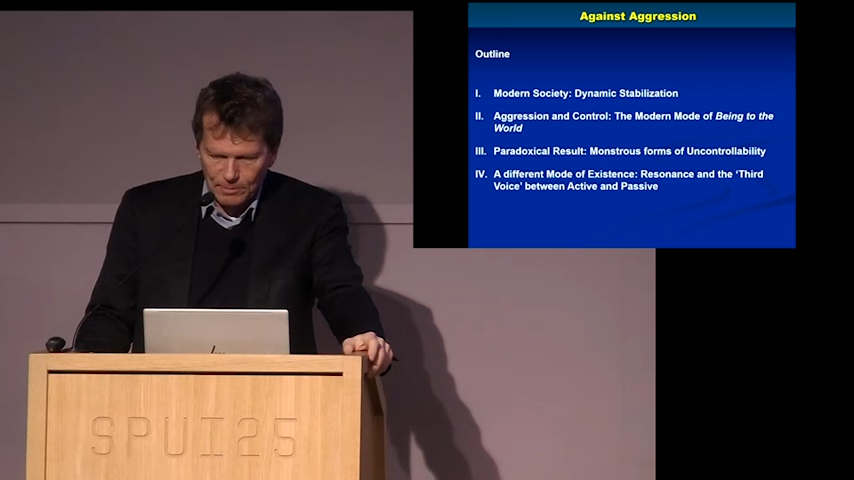 Against Aggression
Outline
I. Modern Society: Dynamic Stabilization
II. Aggression and Control: The Modern Mode of Being to the
World
III. Paradoxical Result: Monstrous forms of Uncontrollability
IV. A different Mode of Existence: Resonance and the ‘Third
Voice’ between Active and Passive
SPUI25